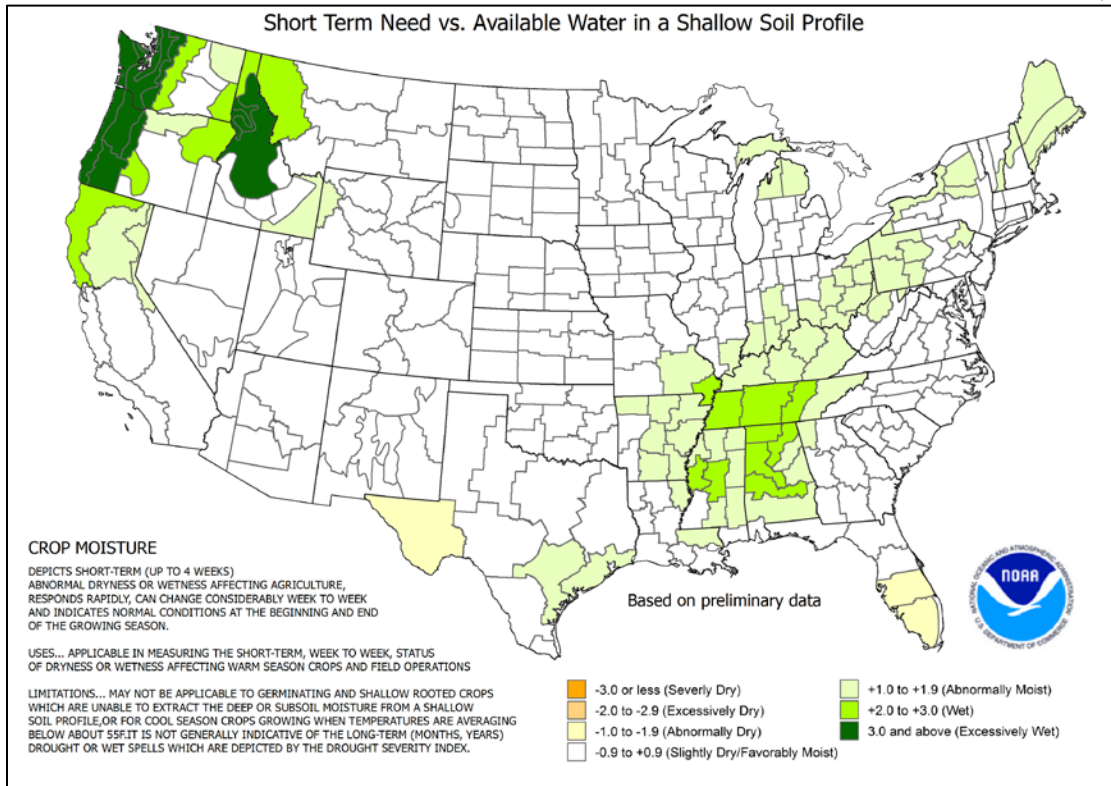 Short Term Need vs. Available Water in a Shallow Soil Profile
CROP MOISTURE
DEPICTS SHORT-TERM (UP TO 4 WEEKS)
ABNORMAL DRYNESS OR WETNESS AFFECTING AGRICULTURE,
RESPONDS RAPIDLY, CAN CHANGE CONSIDERABLY WEEK TO WEEK
AND INDICATES NORMAL CONDITIONS AT THE BEGINNING AND END
OF THE GROWING SEASON.
USES... APPLICABLE IN MEASURING THE SHORT-TERM, WEEK TO WEEK, STATUS
OF DRYNESS OR WETNESS AFFECTING WARM SEASON CROPS AND FIELD OPERATIONS
LIMITATIONS... MAY NOT BE APPLICABLE TO GERMINATING AND SHALLOW ROOTED CROPS
WHICH ARE UNABLE TO EXTRACT THE DEEP OR SUBSOIL MOISTURE FROM A SHALLOW
SOIL PROFILE,OR FOR COOL SEASON CROPS GROWING WHEN TEMPERATURES ARE AVERAGING
BELOW ABOUT 55F.IT IS NOT GENERALLY INDICATIVE OF THE LONG-TERM (MONTHS, YEARS)
DROUGHT OR WET SPELLS WHICH ARE DEPICTED BY THE DROUGHT SEVERITY INDEX.
Based on preliminary data
NATIONAL OCEANIC AND ATMOSPHERIC ADMINISTRATION
NOAA
U.S. DEPARTMENT OF COMMERCE
-3.0 or less (Severly Dry)
-2.0 to -2.9 (Excessively Dry)
-1.0 to -1.9 (Abnormally Dry)
-0.9 to +0.9 (Slightly Dry/Favorably Moist)
+1.0 to +1.9 (Abnormally Moist)
+2.0 to +3.0 (Wet)
3.0 and above (Excessively Wet)